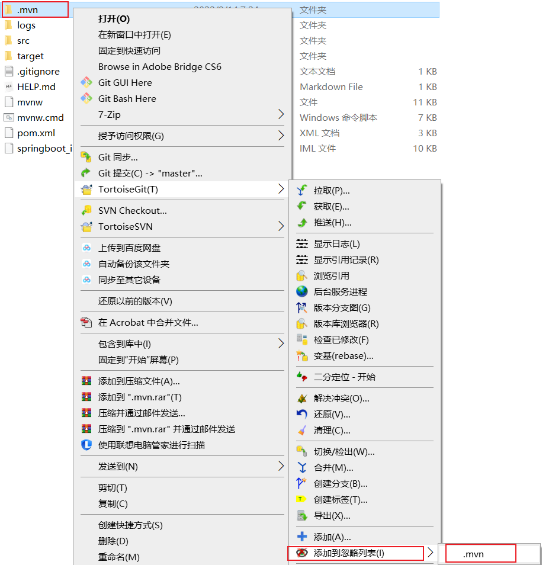 .mvn
logs
src
target
.gitignore
HELP.md
mvnw
mvnw.cmd
pom.xml
springboot_i
文件夹
文件夹
文件夹
文件夹
文本文档 1 KB
Markdown File 1 KB
文件 11 KB
Windows 命令脚本 7 KB
XML 文档 3 KB
IML 文件 10 KB
打开(O)
在新窗口中打开(E)
固定到快速访问
Browse in Adobe Bridge CS6
Git GUI Here
Git Bash Here
7-Zip
授予访问权限(G)
Git 同步...
Git 提交(C) -> "master"...
TortoiseGit(T)
SVN Checkout...
TortoiseSVN
上传到百度网盘
自动备份该文件夹
同步至其它设备
还原以前的版本(V)
在 Acrobat 中合并文件...
包含到库中(I)
固定到"开始"屏幕(P)
添加到压缩文件(A)...
添加到 ".mvn.rar"(T)
压缩并通过邮件发送...
压缩到 ".mvn.rar" 并通过邮件发送
使用联想电脑管家进行扫描
发送到(N)
剪切(T)
复制(C)
创建快捷方式(S)
删除(D)
重命名(M)
拉取(P)...
获取(E)...
推送(H)...
显示日志(L)
显示引用记录(R)
浏览引用
后台服务进程
版本分支图(G)
版本库浏览器(R)
检查已修改(F)
变基(rebase)...
二分定位 - 开始
解决冲突(O)...
还原(V)...
清理(C)...
切换/检出(W)...
合并(M)...
创建分支(B)...
创建标签(T)...
导出(X)...
添加(A)...
添加到忽略列表(I)
.mvn